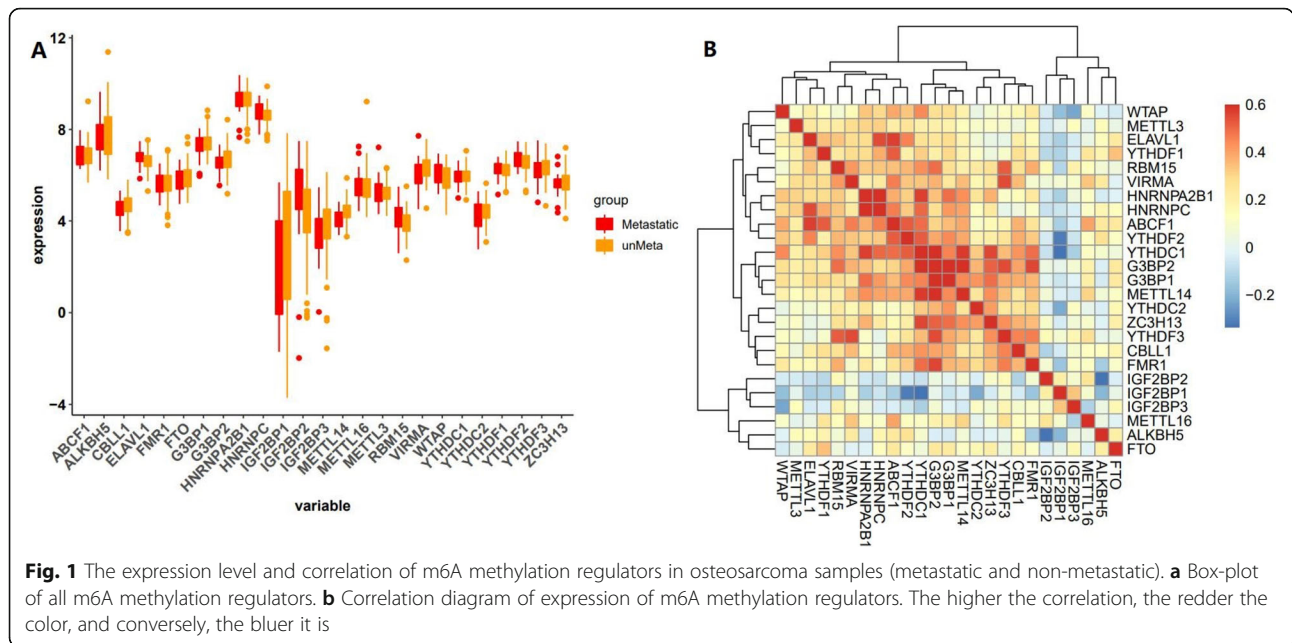 A
12
8
4
0
−4
expression
ABCF1
ALKBH5
CBLL1
ELAVL1
FMR1
FTO
G3BP1
G3BP2
HNRNPA2B1
HNRNPC
IGF2BP1
IGF2BP2
IGF2BP3
METTL14
METTL16
METTL3
RBM15
VIRMA
WTAP
YTHDC1
YTHDC2
YTHDF1
YTHDF2
YTHDF3
ZC3H13
variable
group
Metastatic
unMeta
B
WTAP
METTL3
ELAVL1
YTHDF1
RBM15
VIRMA
HNRNPA2B1
HNRNPC
ABCF1
YTHDF2
YTHDC1
G3BP2
G3BP1
METTL14
YTHDC2
ZC3H13
YTHDF3
CBLL1
FMR1
IGF2BP2
IGF2BP1
IGF2BP3
METTL16
ALKBH5
FTO
WTAP
METTL3
ELAVL1
YTHDF1
RBM15
VIRMA
HNRNPA2B1
HNRNPC
ABCF1
YTHDF2
YTHDC1
G3BP2
G3BP1
METTL14
YTHDC2
ZC3H13
YTHDF3
CBLL1
FMR1
IGF2BP2
IGF2BP1
IGF2BP3
METTL16
ALKBH5
FTO
0.6
0.4
0.2
0
−0.2
Fig. 1 The expression level and correlation of m6A methylation regulators in osteosarcoma samples (metastatic and non-metastatic). a Box-plot
of all m6A methylation regulators. b Correlation diagram of expression of m6A methylation regulators. The higher the correlation, the redder the
color, and conversely, the bluer it is